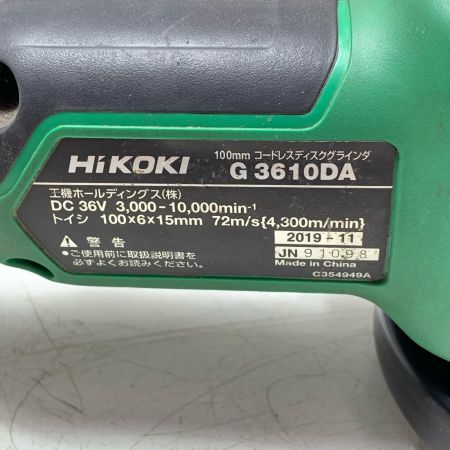 HiKOKI
100mm コードレスディスクグラインダ
G 3610DA
工機ホールディングス(株)
DC 36V 3,000-10,000min⁻¹
トイシ 100×6×15mm 72m/s{4,300m/min}
警告
2019-11
●ご使用前に取扱説明書を
必ずよくお読みください。
JN 91098
Made in China
C354949A